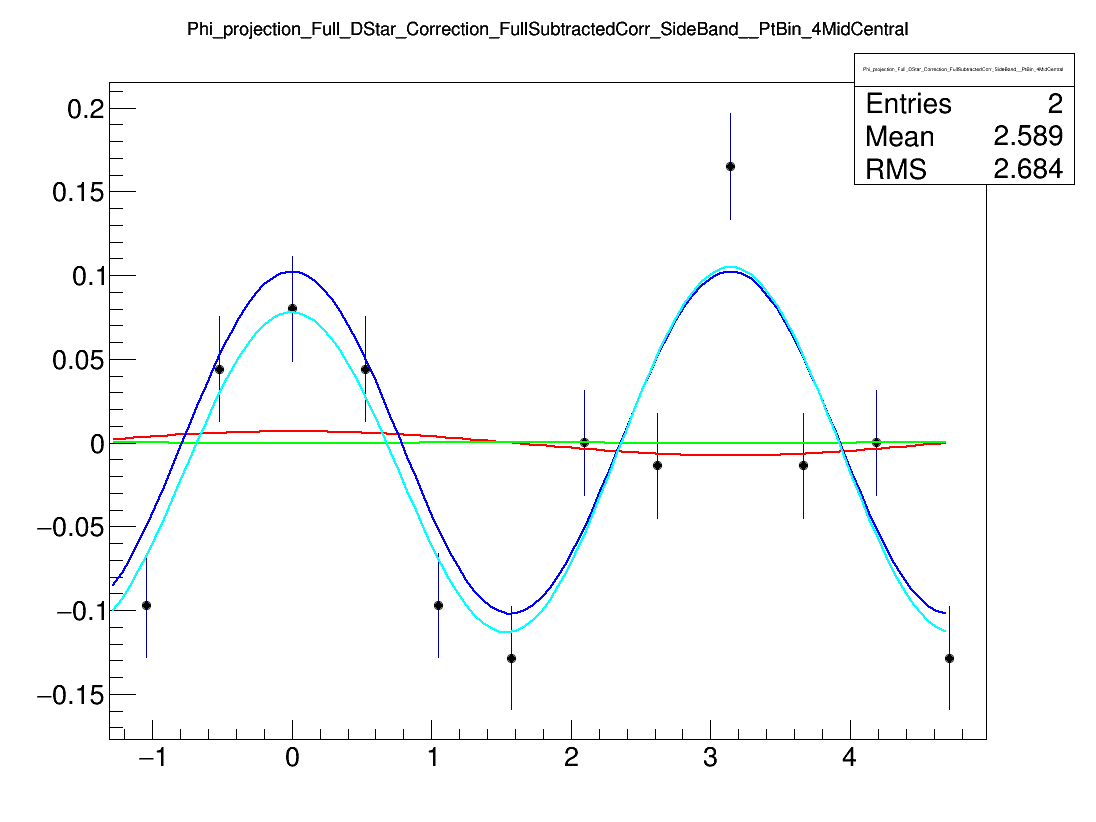 Phi_projection_Full_DStar_Correction_FullSubtractedCorr_SideBand__PtBin_4MidCentral
Phi_projection_Full_DStar_Correction_FullSubtractedCorr_SideBand__PtBin_4MidCentral
Entries 2
Mean 2.589
RMS 2.684
0.2
0.15
0.1
0.05
0
−0.05
−0.1
−0.15
−1 0 1 2 3 4